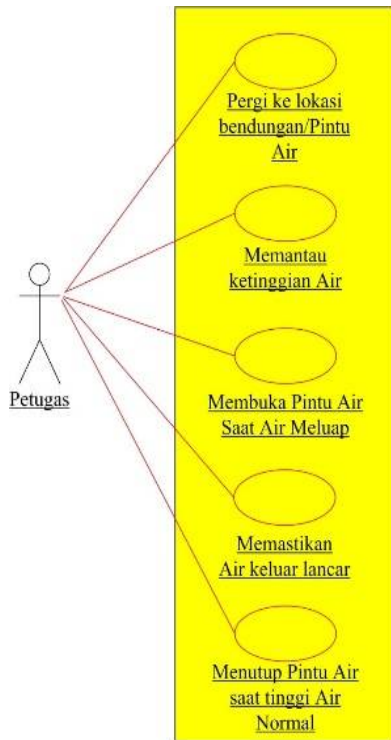 Pergi ke lokasi
bendungan/Pintu
Air
Memantau
ketinggian Air
Petugas
Membuka Pintu Air
Saat Air Meluap
Memastikan
Air keluar lancar
Menutup Pintu Air
saat tinggi Air
Normal